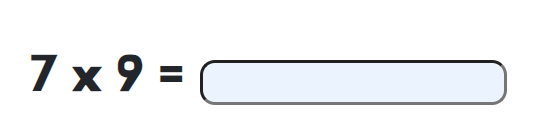 7 x 9 =